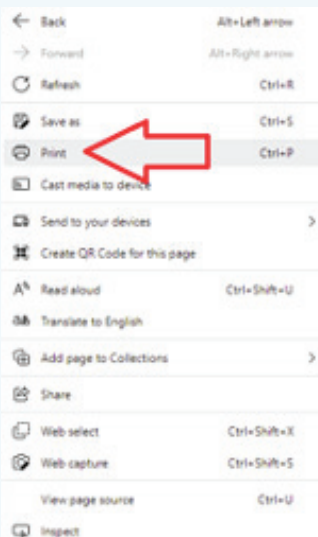 Back Alt+Left arrow
Forward Alt+Right arrow
Refresh Ctrl+R
Save as Ctrl+S
Print Ctrl+P
Cast media to device
Send to your devices
Create QR Code for this page
Read aloud Ctrl+Shift+U
Translate to English
Add page to Collections
Share
Web select Ctrl+Shift+X
Web capture Ctrl+Shift+S
View page source Ctrl+U
Inspect